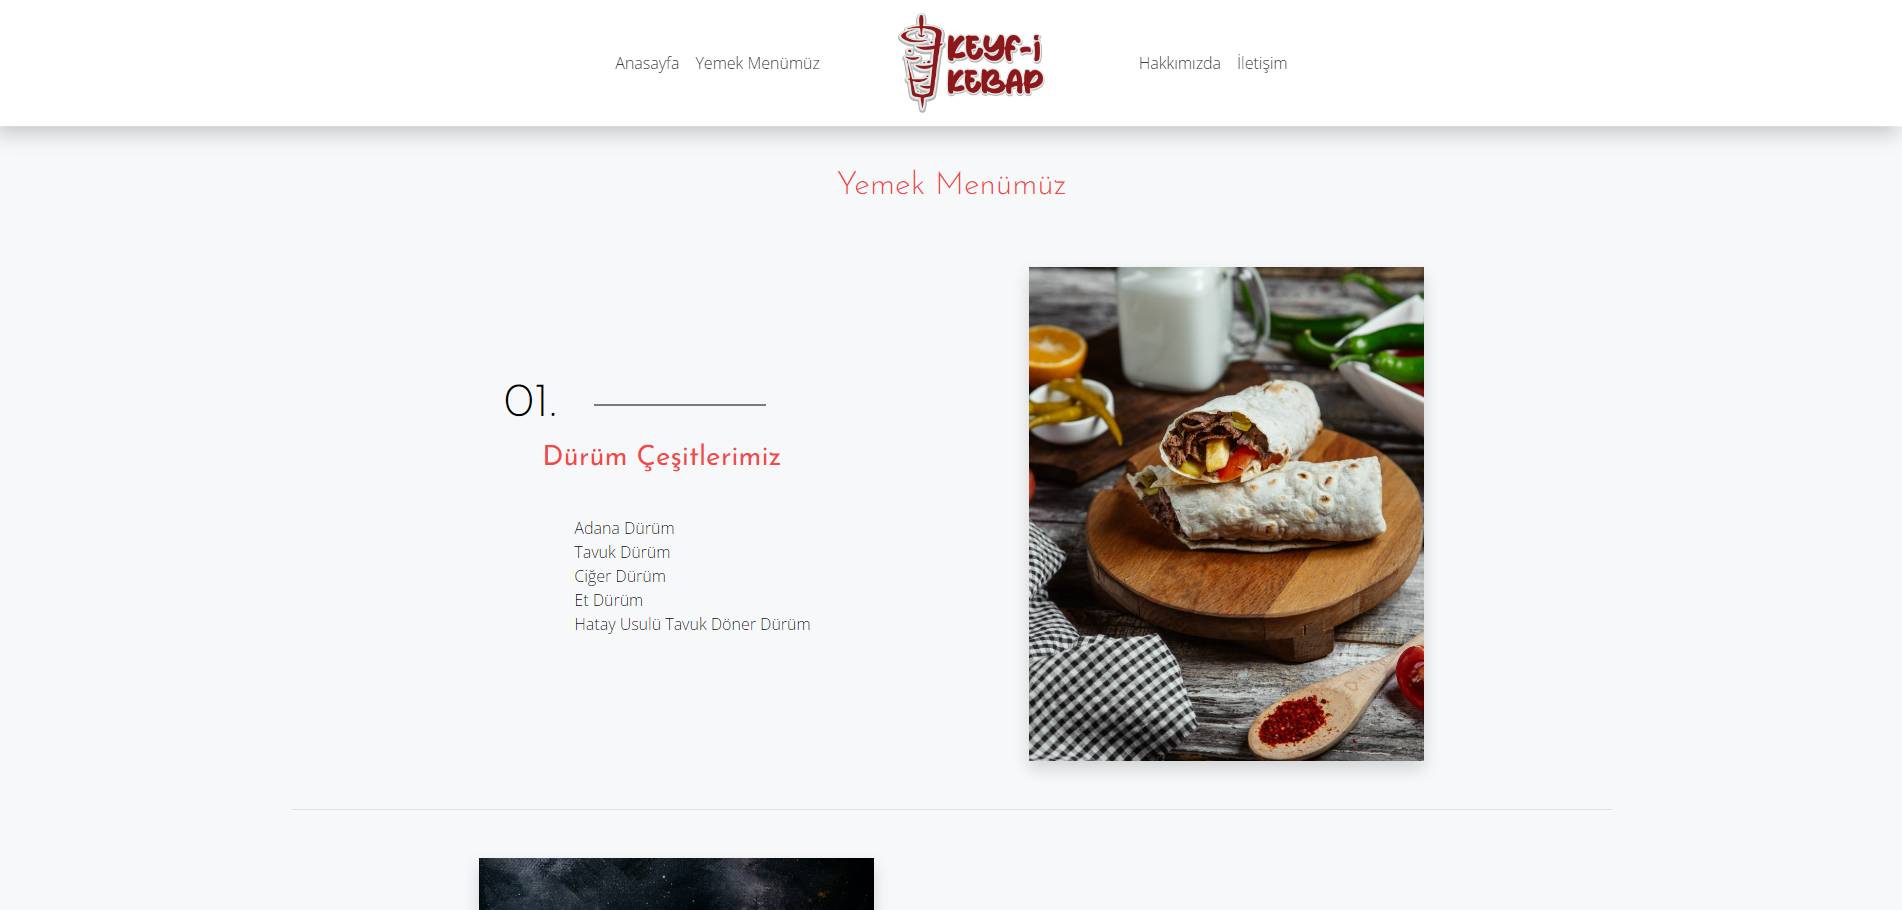 Anasayfa Yemek Menümüz
KEYF-İ
KEBAP
Hakkımızda İletişim
Yemek Menümüz
01.
Dürüm Çeşitlerimiz
Adana Dürüm
Tavuk Dürüm
Ciğer Dürüm
Et Dürüm
Hatay Usulü Tavuk Döner Dürüm